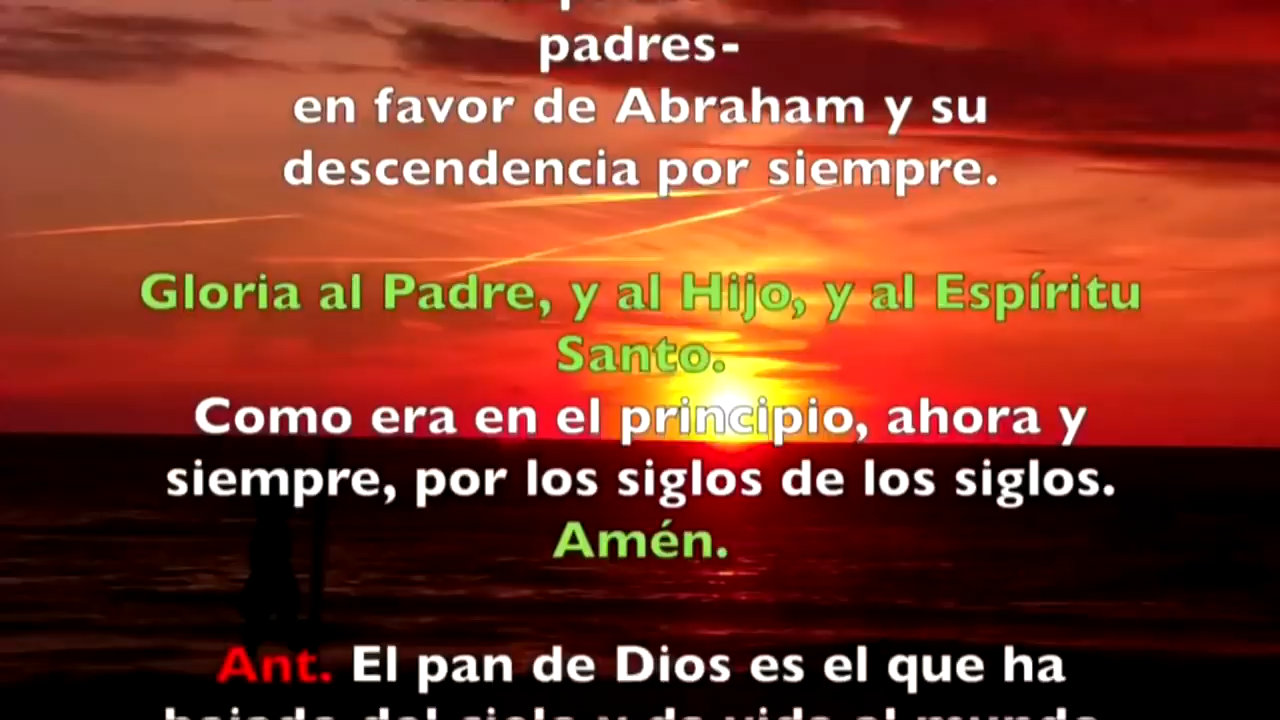 padres-
en favor de Abraham y su
descendencia por siempre.
Gloria al Padre, y al Hijo, y al Espíritu
Santo.
Como era en el principio, ahora y
siempre, por los siglos de los siglos.
Amén.
Ant. El pan de Dios es el que ha